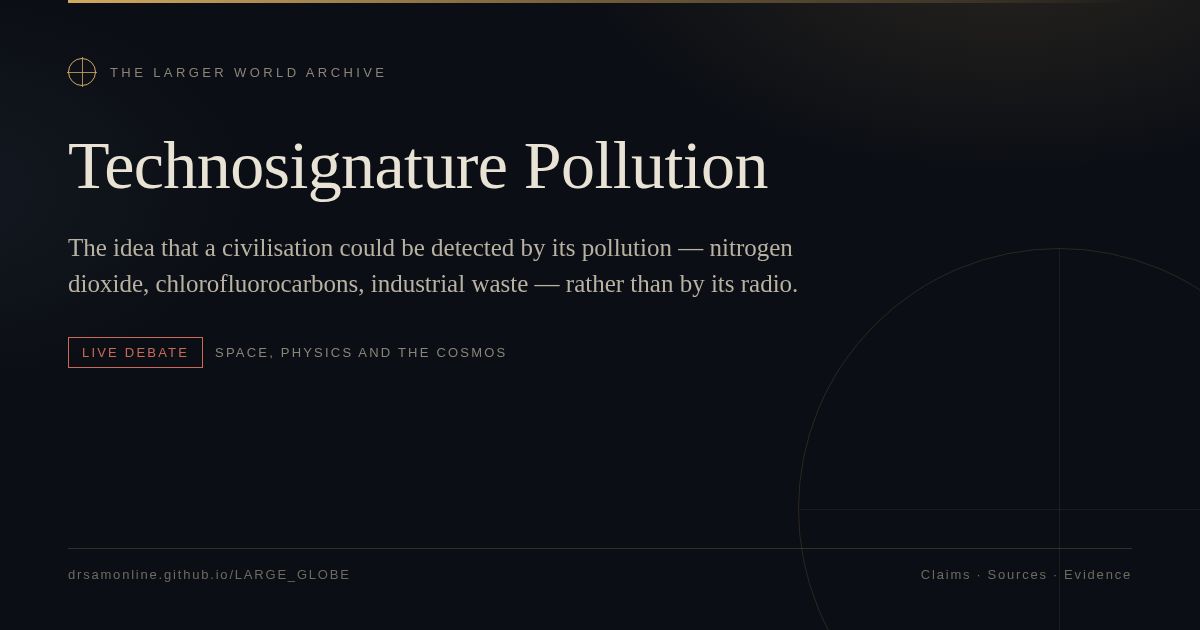 THE LARGER WORLD ARCHIVE
Technosignature Pollution
The idea that a civilisation could be detected by its pollution — nitrogen
dioxide, chlorofluorocarbons, industrial waste — rather than by its radio.
LIVE DEBATE SPACE, PHYSICS AND THE COSMOS
drsamonline.github.io/LARGE_GLOBE Claims · Sources · Evidence